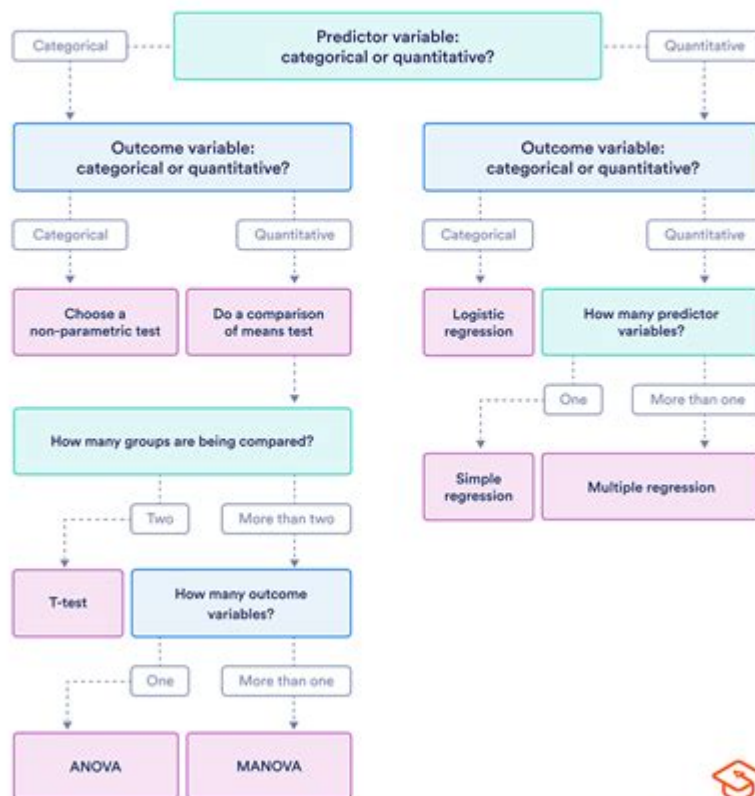 Predictor variable:
categorical or quantitative?
Categorical
Quantitative
Outcome variable:
categorical or quantitative?
Outcome variable:
categorical or quantitative?
Categorical
Quantitative
Categorical
Quantitative
Choose a
non-parametric test
Do a comparison
of means test
Logistic
regression
How many predictor
variables?
One
More than one
How many groups are being compared?
Simple
regression
Multiple regression
Two
More than two
T-test
How many outcome
variables?
One
More than one
ANOVA
MANOVA